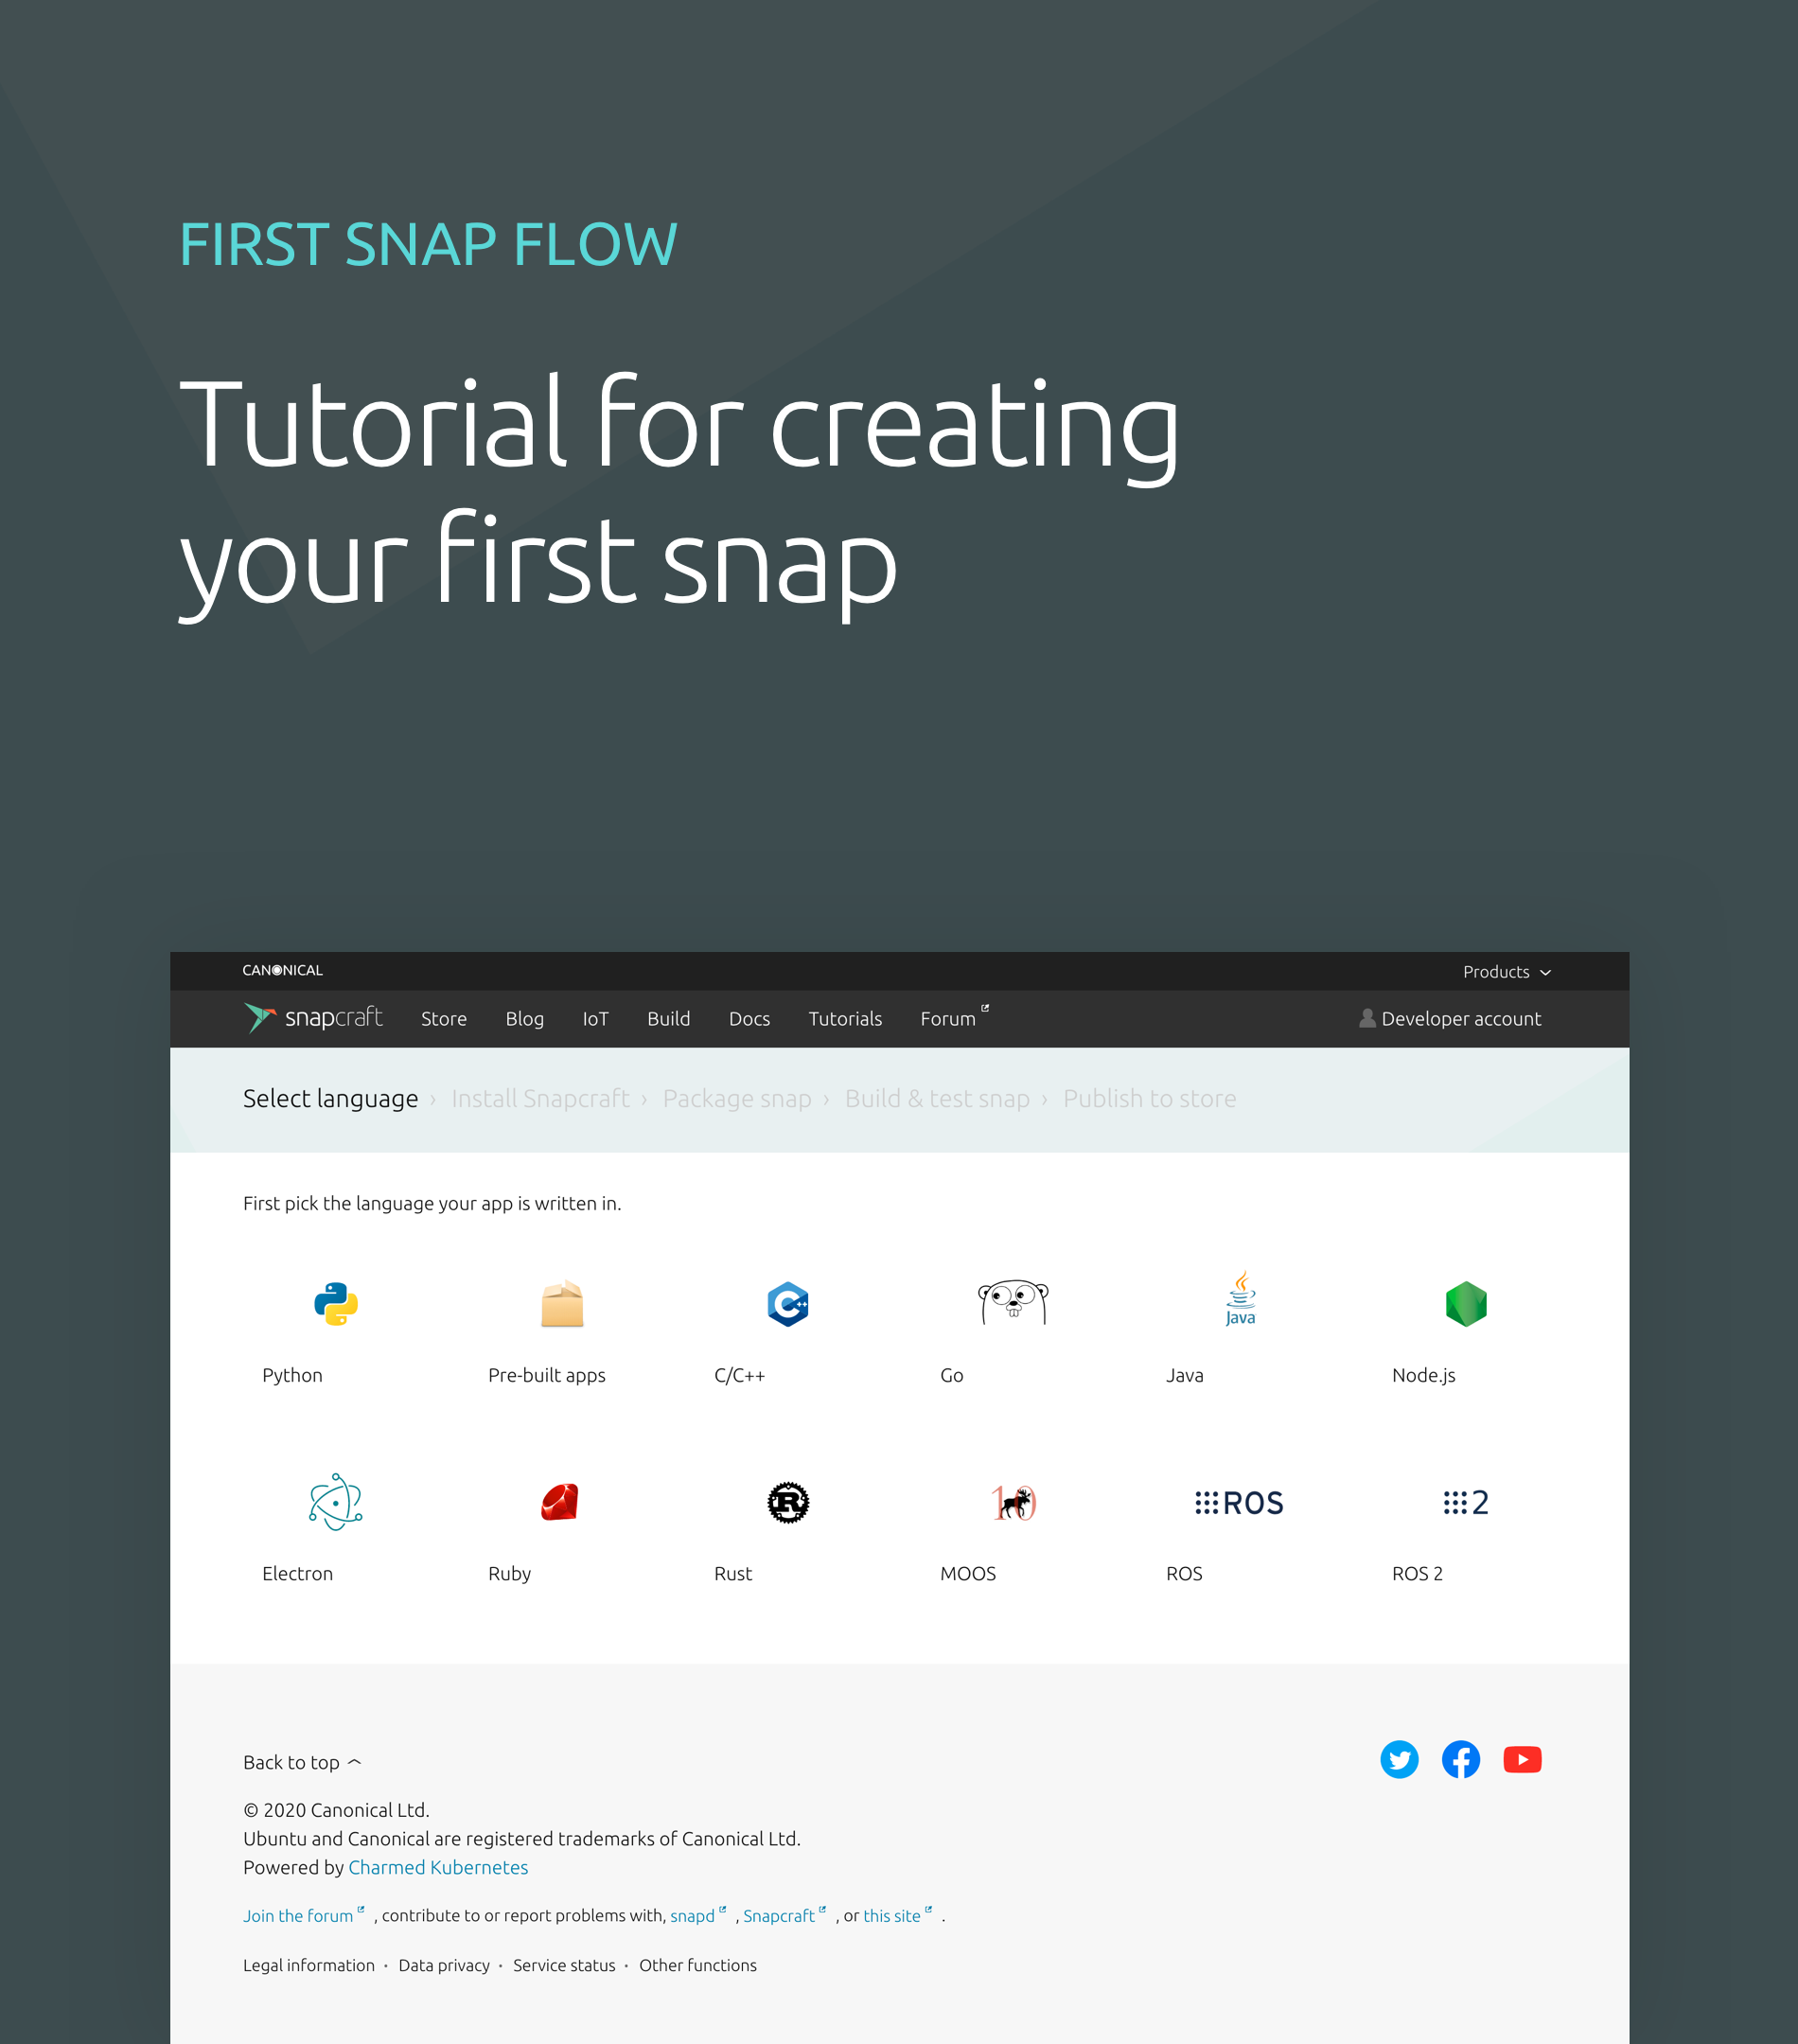 FIRST SNAP FLOW
Tutorial for creating
your first snap
CANONICAL
Products
snapcraft Store Blog IoT Build Docs Tutorials Forum Developer account
Select language › Install Snapcraft › Package snap › Build & test snap › Publish to store
First pick the language your app is written in.
Java
Python Pre-built apps C/C++ Go Java Node.js
R 10 ROS 2
Electron Ruby Rust MOOS ROS ROS 2
Back to top
© 2020 Canonical Ltd.
Ubuntu and Canonical are registered trademarks of Canonical Ltd.
Powered by Charmed Kubernetes
Join the forum , contribute to or report problems with, snapd , Snapcraft , or this site .
Legal information • Data privacy • Service status • Other functions